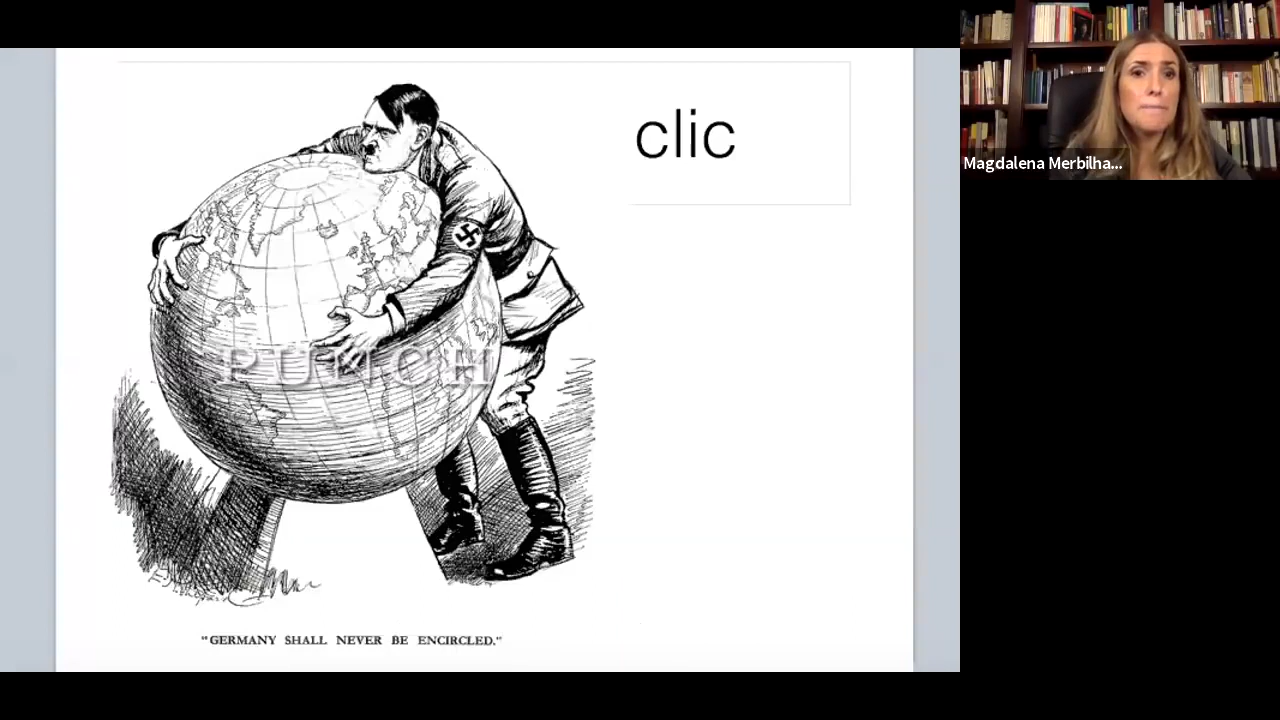 clic
Magdalena Merbilha...
PUNCH
"GERMANY SHALL NEVER BE ENCIRCLED."